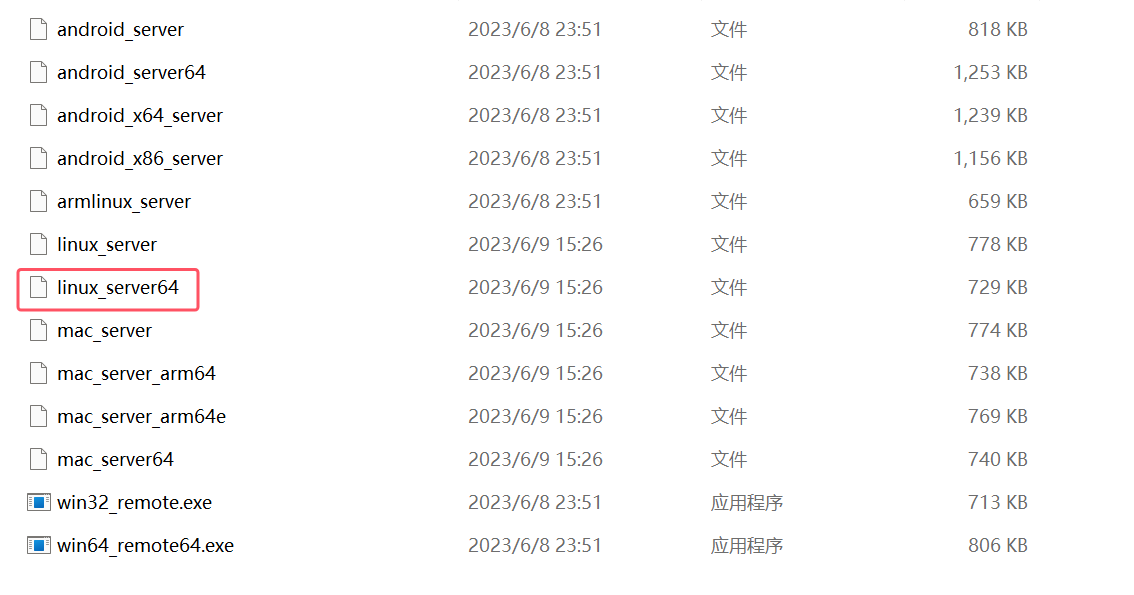 android_server 2023/6/8 23:51 文件 818 KB
android_server64 2023/6/8 23:51 文件 1,253 KB
android_x64_server 2023/6/8 23:51 文件 1,239 KB
android_x86_server 2023/6/8 23:51 文件 1,156 KB
armlinux_server 2023/6/8 23:51 文件 659 KB
linux_server 2023/6/9 15:26 文件 778 KB
linux_server64 2023/6/9 15:26 文件 729 KB
mac_server 2023/6/9 15:26 文件 774 KB
mac_server_arm64 2023/6/9 15:26 文件 738 KB
mac_server_arm64e 2023/6/9 15:26 文件 769 KB
mac_server64 2023/6/9 15:26 文件 740 KB
win32_remote.exe 2023/6/8 23:51 应用程序 713 KB
win64_remote64.exe 2023/6/8 23:51 应用程序 806 KB